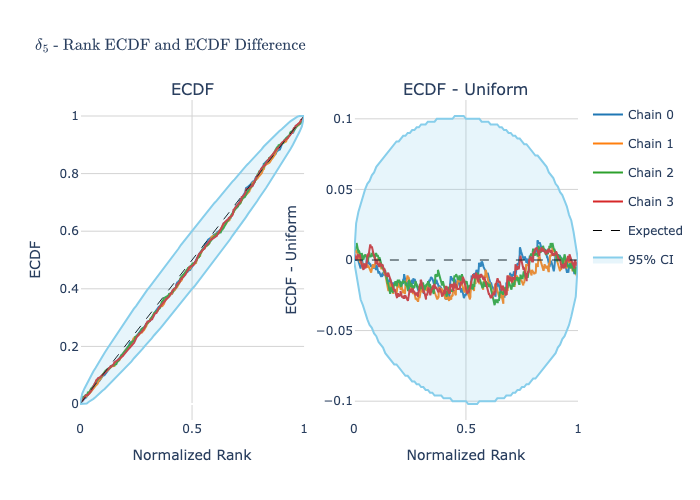 δ₅ - Rank ECDF and ECDF Difference
ECDF
ECDF
1
0.8
0.6
0.4
0.2
0
0
0.5
1
Normalized Rank
ECDF - Uniform
ECDF - Uniform
0.1
0.05
0
−0.05
−0.1
0
0.5
1
Normalized Rank
Chain 0
Chain 1
Chain 2
Chain 3
Expected
95% CI